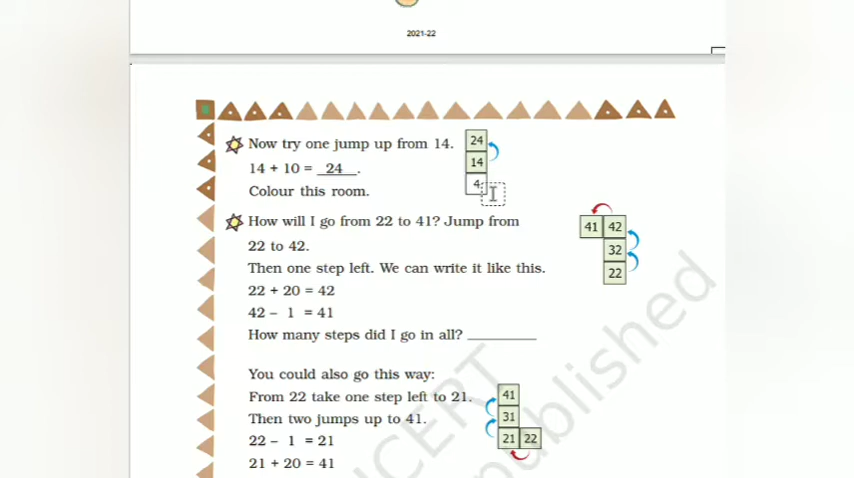 2021-22
Now try one jump up from 14.
14 + 10 = 24 .
Colour this room.
24
14
4
How will I go from 22 to 41? Jump from
22 to 42.
Then one step left. We can write it like this.
22 + 20 = 42
42 – 1 = 41
How many steps did I go in all? ________
41 42
32
22
You could also go this way:
From 22 take one step left to 21.
Then two jumps up to 41.
22 – 1 = 21
21 + 20 = 41
41
31
21 22
NCERT
published